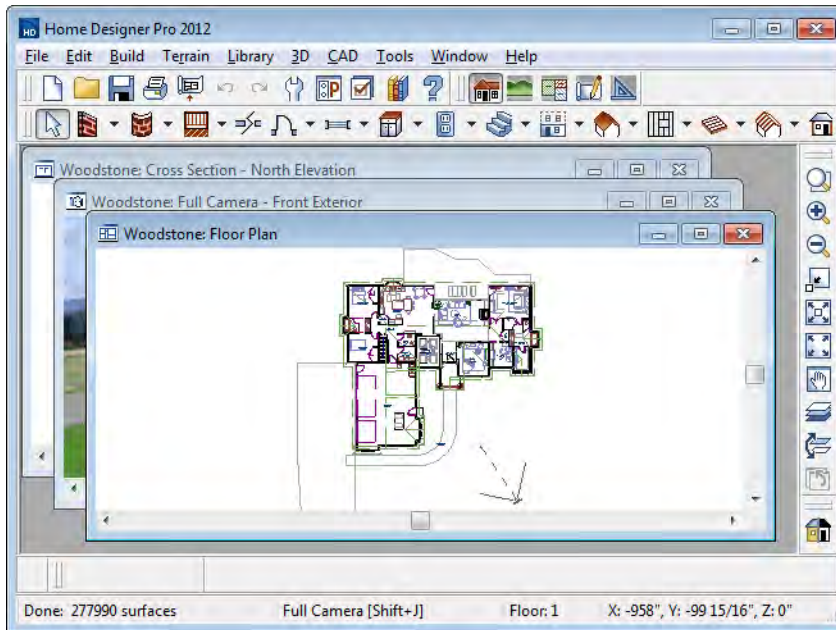 Home Designer Pro 2012
File Edit Build Terrain Library 3D CAD Tools Window Help
Woodstone: Cross Section - North Elevation
Woodstone: Full Camera - Front Exterior
Woodstone: Floor Plan
Done: 277990 surfaces Full Camera [Shift+J] Floor: 1 X: -958", Y: -99 15/16", Z: 0"